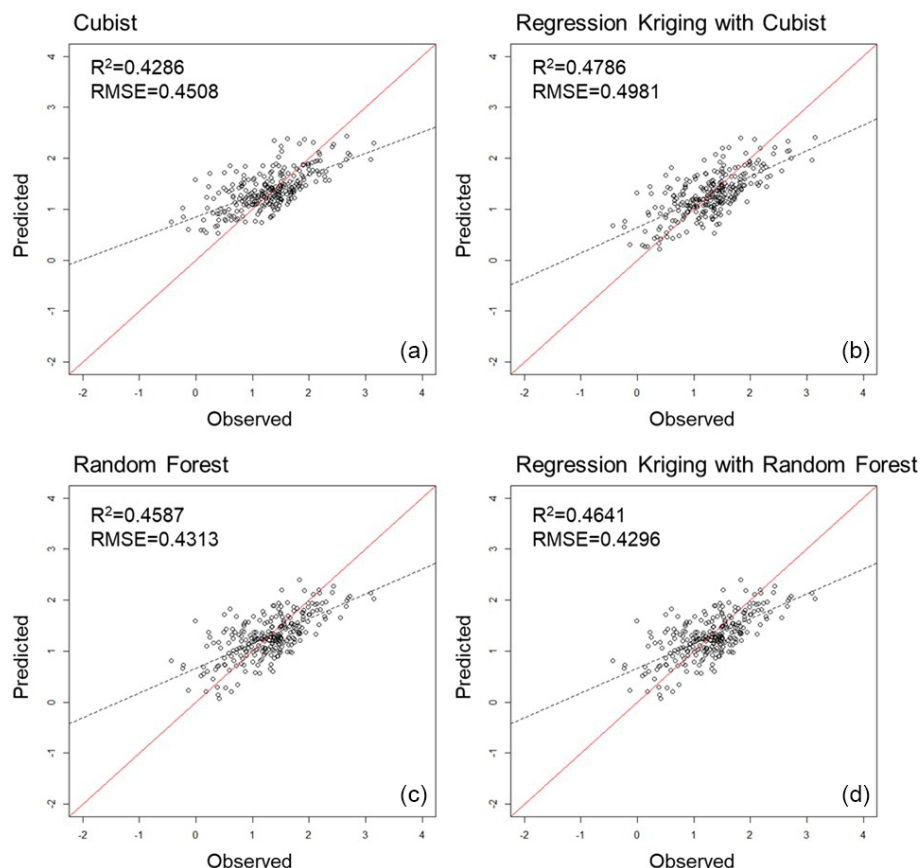 Cubist
R²=0.4286
RMSE=0.4508
4
3
2
1
0
-1
-2
Predicted
(a)
-2 -1 0 1 2 3 4
Observed
Regression Kriging with Cubist
R²=0.4786
RMSE=0.4981
4
3
2
1
0
-1
-2
Predicted
(b)
-2 -1 0 1 2 3 4
Observed
Random Forest
R²=0.4587
RMSE=0.4313
4
3
2
1
0
-1
-2
Predicted
(c)
-2 -1 0 1 2 3 4
Observed
Regression Kriging with Random Forest
R²=0.4641
RMSE=0.4296
4
3
2
1
0
-1
-2
Predicted
(d)
-2 -1 0 1 2 3 4
Observed